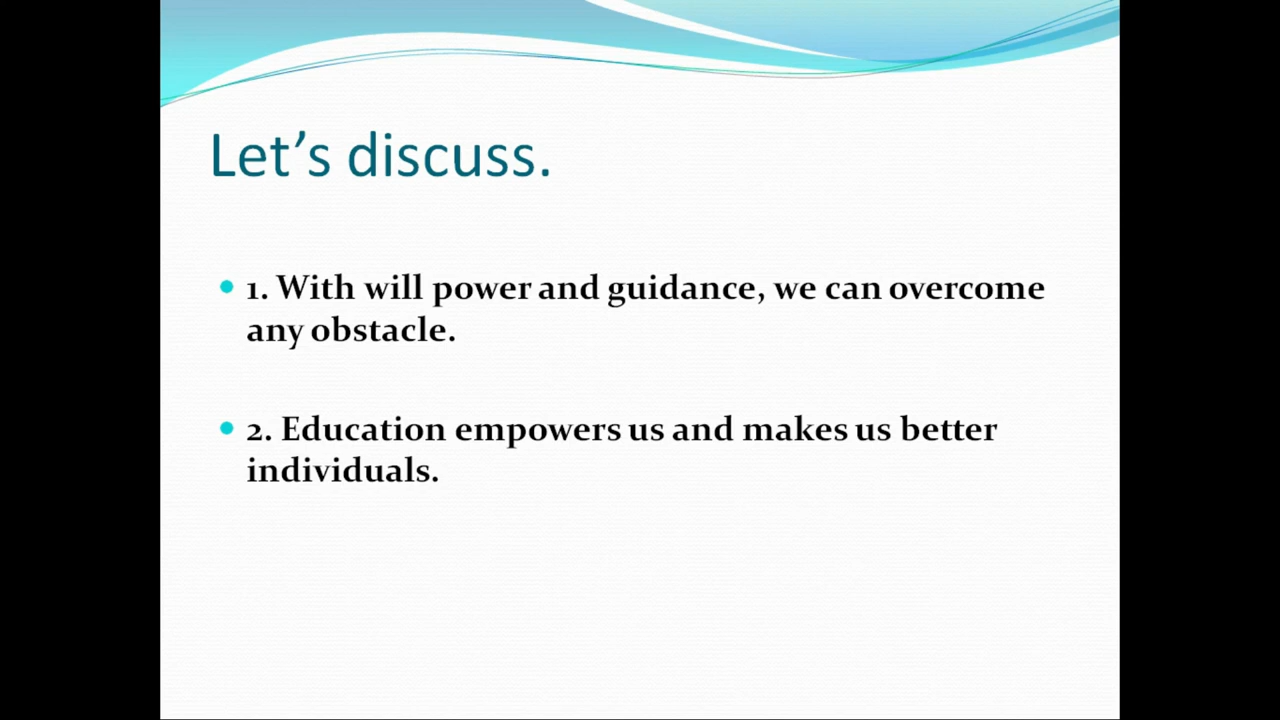 Let’s discuss.
1. With will power and guidance, we can overcome
any obstacle.
2. Education empowers us and makes us better
individuals.